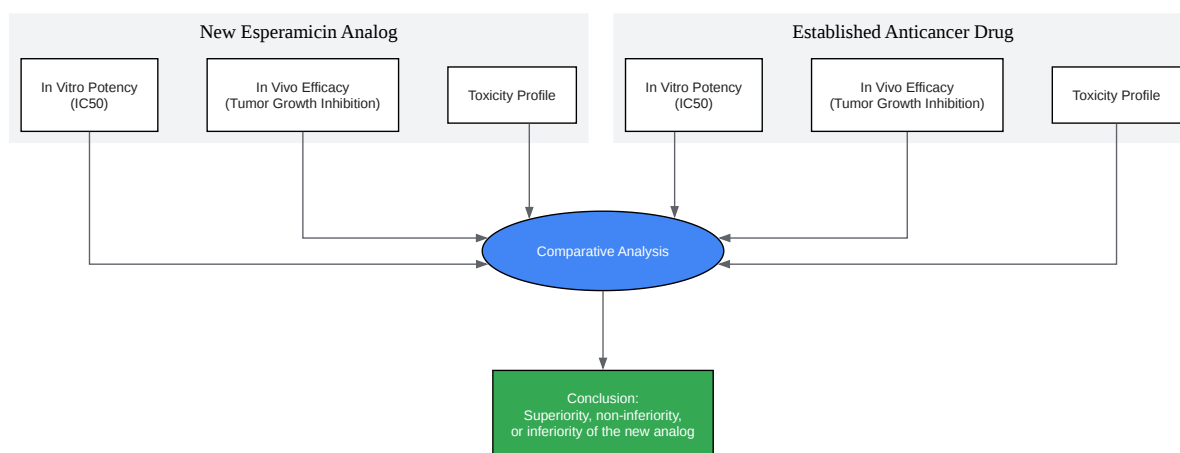 New Esperamicin Analog
In Vitro Potency
(IC50)
In Vivo Efficacy
(Tumor Growth Inhibition)
Toxicity Profile
Established Anticancer Drug
In Vitro Potency
(IC50)
In Vivo Efficacy
(Tumor Growth Inhibition)
Toxicity Profile
Comparative Analysis
Conclusion:
Superiority, non-inferiority,
or inferiority of the new analog